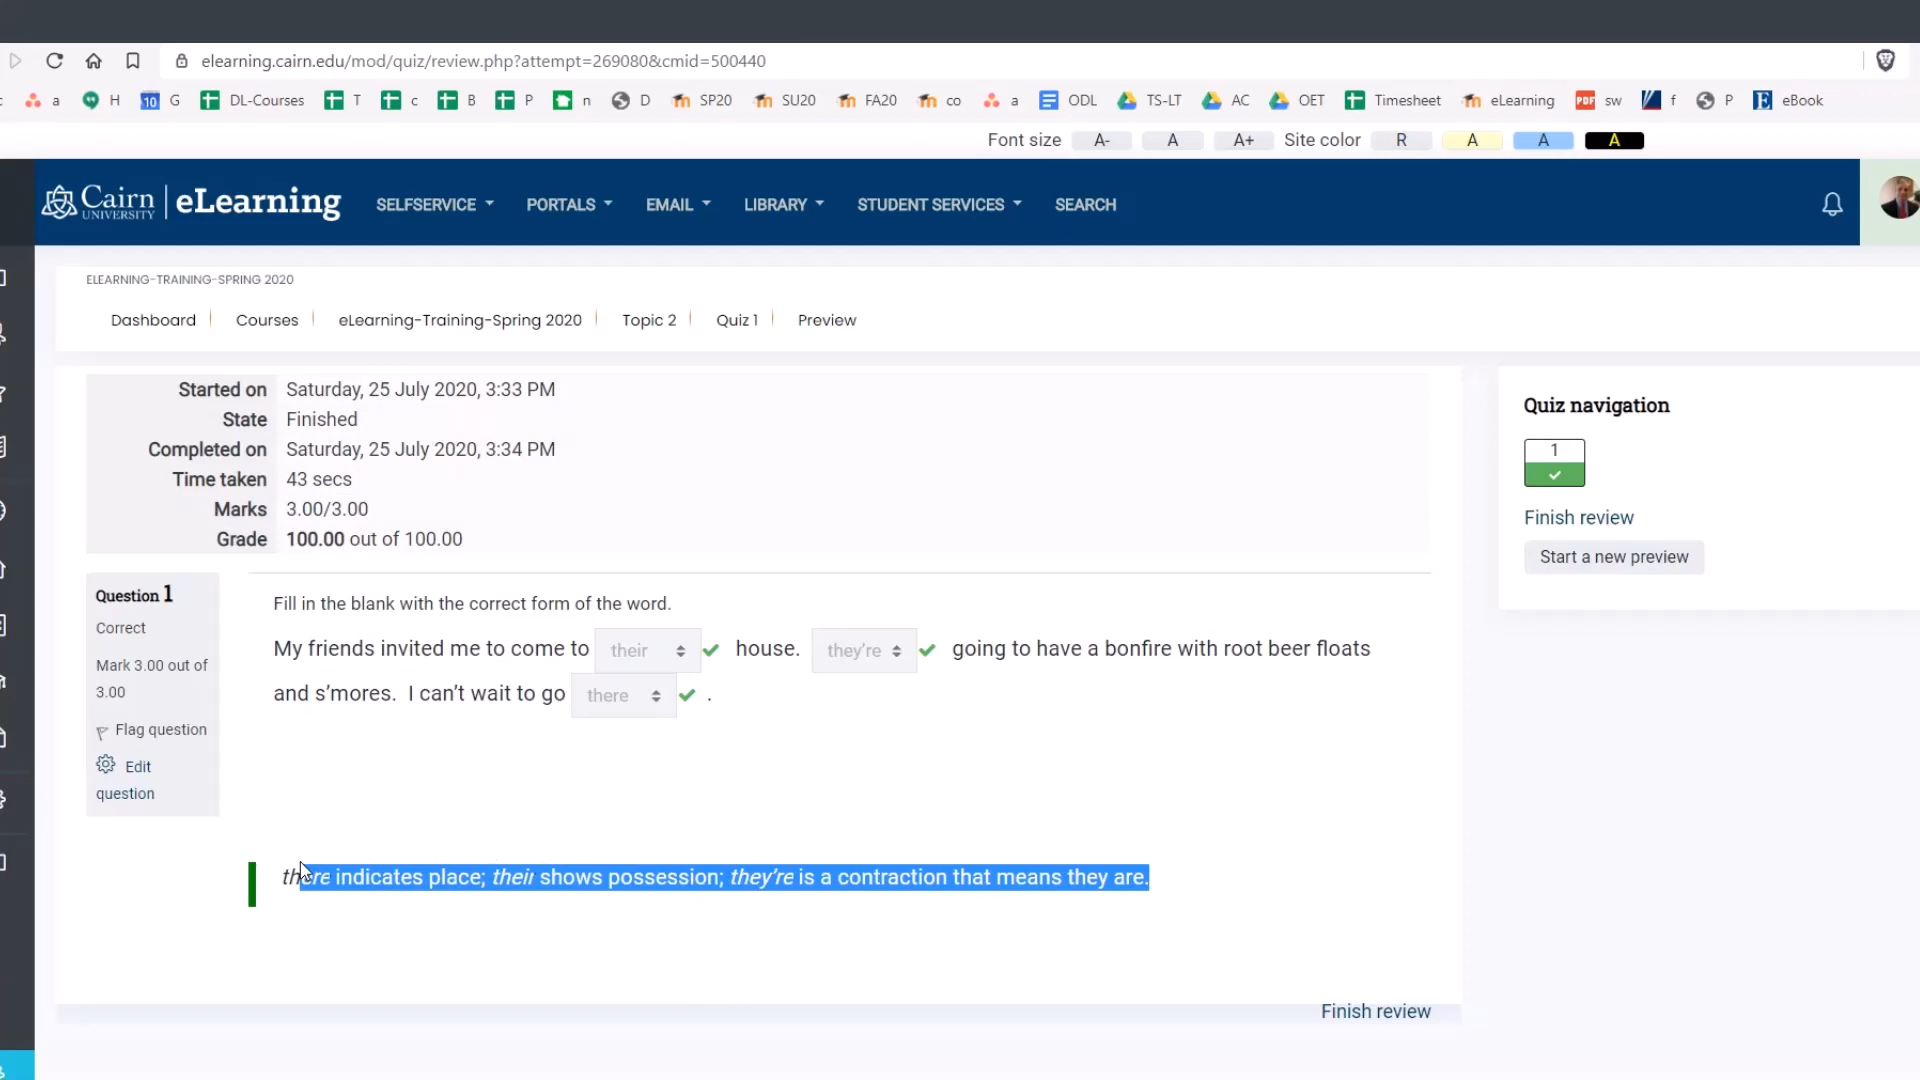 elearning.cairn.edu/mod/quiz/review.php?attempt=269080&cmid=500440
a H G DL-Courses T c B P n D SP20 SU20 FA20 co a ODL TS-LT AC OET Timesheet eLearning sw f P eBook
Font size A- A A+ Site color R A A A
Cairn UNIVERSITY eLearning SELFSERVICE PORTALS EMAIL LIBRARY STUDENT SERVICES SEARCH
ELEARNING-TRAINING-SPRING 2020
Dashboard Courses eLearning-Training-Spring 2020 Topic 2 Quiz 1 Preview
Started on Saturday, 25 July 2020, 3:33 PM
State Finished
Completed on Saturday, 25 July 2020, 3:34 PM
Time taken 43 secs
Marks 3.00/3.00
Grade 100.00 out of 100.00
Quiz navigation
1
Finish review
Start a new preview
Question 1
Correct
Mark 3.00 out of
3.00
Flag question
Edit
question
Fill in the blank with the correct form of the word.
My friends invited me to come to their house. they’re going to have a bonfire with root beer floats
and s’mores. I can’t wait to go there .
there indicates place; their shows possession; they’re is a contraction that means they are.
Finish review